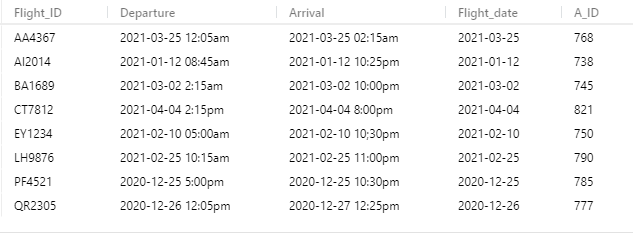 Flight_ID Departure Arrival Flight_date A_ID
AA4367 2021-03-25 12:05am 2021-03-25 02:15am 2021-03-25 768
AI2014 2021-01-12 08:45am 2021-01-12 10:25pm 2021-01-12 738
BA1689 2021-03-02 2:15am 2021-03-02 10:00pm 2021-03-02 745
CT7812 2021-04-04 2:15pm 2021-04-04 8:00pm 2021-04-04 821
EY1234 2021-02-10 05:00am 2021-02-10 10;30pm 2021-02-10 750
LH9876 2021-02-25 10:15am 2021-02-25 11:00pm 2021-02-25 790
PF4521 2020-12-25 5:00pm 2020-12-25 10:30pm 2020-12-25 785
QR2305 2020-12-26 12:05pm 2020-12-27 12:25pm 2020-12-26 777